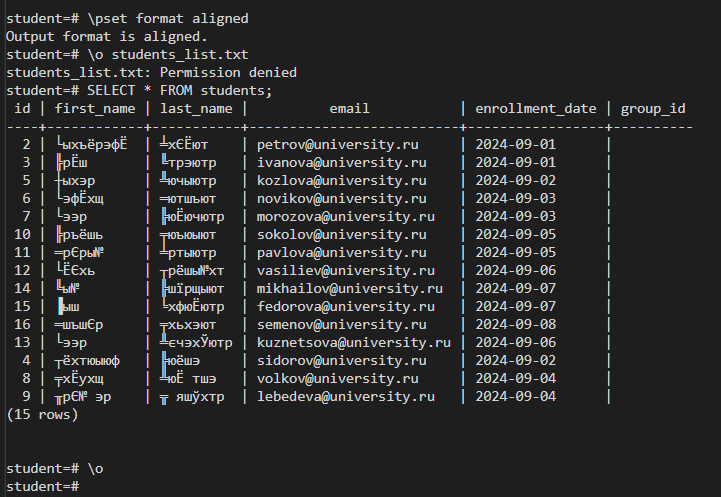 student=# \pset format aligned
Output format is aligned.
student=# \o students_list.txt
students_list.txt: Permission denied
student=# SELECT * FROM students;
 id | first_name | last_name |         email          | enrollment_date | group_id
----+------------+-----------+------------------------+-----------------+----------
  2 | └ыхъёрэфЁ | ╧хЄЁют | petrov@university.ru | 2024-09-01 |
  3 | ╠рЁш | ╚трэютр | ivanova@university.ru | 2024-09-01 |
  5 | ┼ыхэр | ╩ючыютр | kozlova@university.ru | 2024-09-02 |
  6 | └эфЁхщ | ═ютшъют | novikov@university.ru | 2024-09-03 |
  7 | └ээр | ╠юЁючютр | morozova@university.ru | 2024-09-03 |
 10 | ╠ръёшь | ╤юъюыют | sokolov@university.ru | 2024-09-05 |
 11 | ═рЄры№ | ╧ртыютр | pavlova@university.ru | 2024-09-05 |
 12 | └ЁЄхь | ┬рёшы№хт | vasiliev@university.ru | 2024-09-06 |
 14 | ╚ы№ | ╠шїрщыют | mikhailov@university.ru | 2024-09-07 |
 15 | ▐ыш | ╘хфюЁютр | fedorova@university.ru | 2024-09-07 |
 16 | ═шъшЄр | ╤хьхэют | semenov@university.ru | 2024-09-08 |
 13 | └ээр | ╩єчэхЎютр | kuznetsova@university.ru | 2024-09-06 |
  4 | ┬ёхтюыюф | ╠юёшэ | sidorov@university.ru | 2024-09-02 |
  8 | ╤хЁухщ | ╩юЁ тшэ | volkov@university.ru | 2024-09-04 |
  9 | ╥рЄ№ эр | ╦ яшўхтр | lebedeva@university.ru | 2024-09-04 |
(15 rows)
student=# \o
student=#